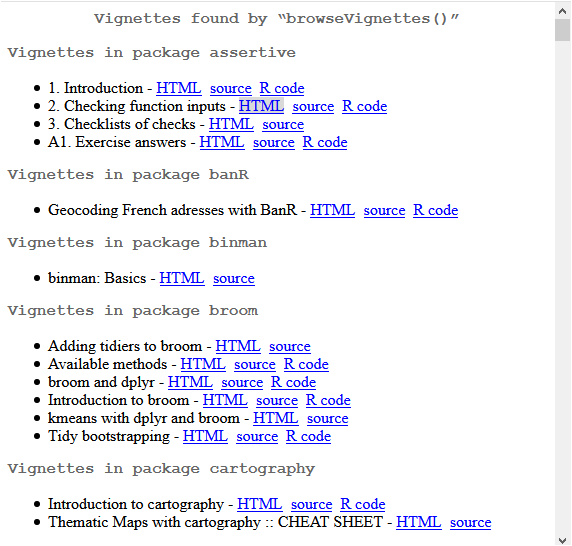 Vignettes found by “browseVignettes()”
Vignettes in package assertive
• 1. Introduction - HTML source R code
• 2. Checking function inputs - HTML source R code
• 3. Checklists of checks - HTML source
• A1. Exercise answers - HTML source R code
Vignettes in package banR
• Geocoding French adresses with BanR - HTML source R code
Vignettes in package binman
• binman: Basics - HTML source
Vignettes in package broom
• Adding tidiers to broom - HTML source
• Available methods - HTML source R code
• broom and dplyr - HTML source R code
• Introduction to broom - HTML source R code
• kmeans with dplyr and broom - HTML source
• Tidy bootstrapping - HTML source R code
Vignettes in package cartography
• Introduction to cartography - HTML source R code
• Thematic Maps with cartography :: CHEAT SHEET - HTML source